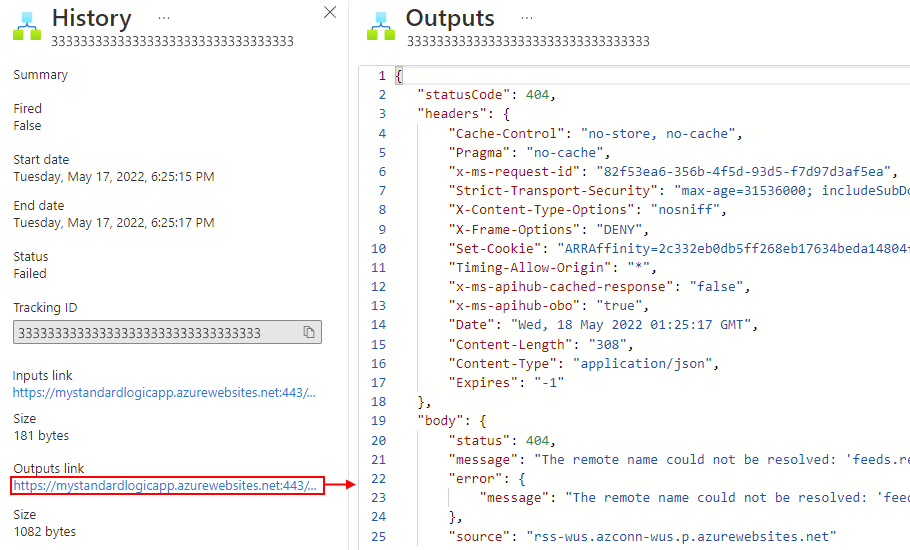 History ...
333333333333333333333333333333333
Summary
Fired
False
Start date
Tuesday, May 17, 2022, 6:25:15 PM
End date
Tuesday, May 17, 2022, 6:25:17 PM
Status
Failed
Tracking ID
333333333333333333333333333333333
Inputs link
https://mystandardlogicapp.azurewebsites.net:443/...
Size
181 bytes
Outputs link
https://mystandardlogicapp.azurewebsites.net:443/...
Size
1082 bytes
Outputs ...
333333333333333333333333333333333
1 {
2 "statusCode": 404,
3 "headers": {
4 "Cache-Control": "no-store, no-cache",
5 "Pragma": "no-cache",
6 "x-ms-request-id": "82f53ea6-356b-4f5d-93d5-f7d97d3af5ea",
7 "Strict-Transport-Security": "max-age=31536000; includeSubDo
8 "X-Content-Type-Options": "nosniff",
9 "X-Frame-Options": "DENY",
10 "Set-Cookie": "ARRAffinity=2c332eb0db5ff268eb17634beda14804
11 "Timing-Allow-Origin": "*",
12 "x-ms-apihub-cached-response": "false",
13 "x-ms-apihub-obo": "true",
14 "Date": "Wed, 18 May 2022 01:25:17 GMT",
15 "Content-Length": "308",
16 "Content-Type": "application/json",
17 "Expires": "-1"
18 },
19 "body": {
20 "status": 404,
21 "message": "The remote name could not be resolved: 'feeds.re
22 "error": {
23 "message": "The remote name could not be resolved: 'feed
24 },
25 "source": "rss-wus.azconn-wus.p.azurewebsites.net"